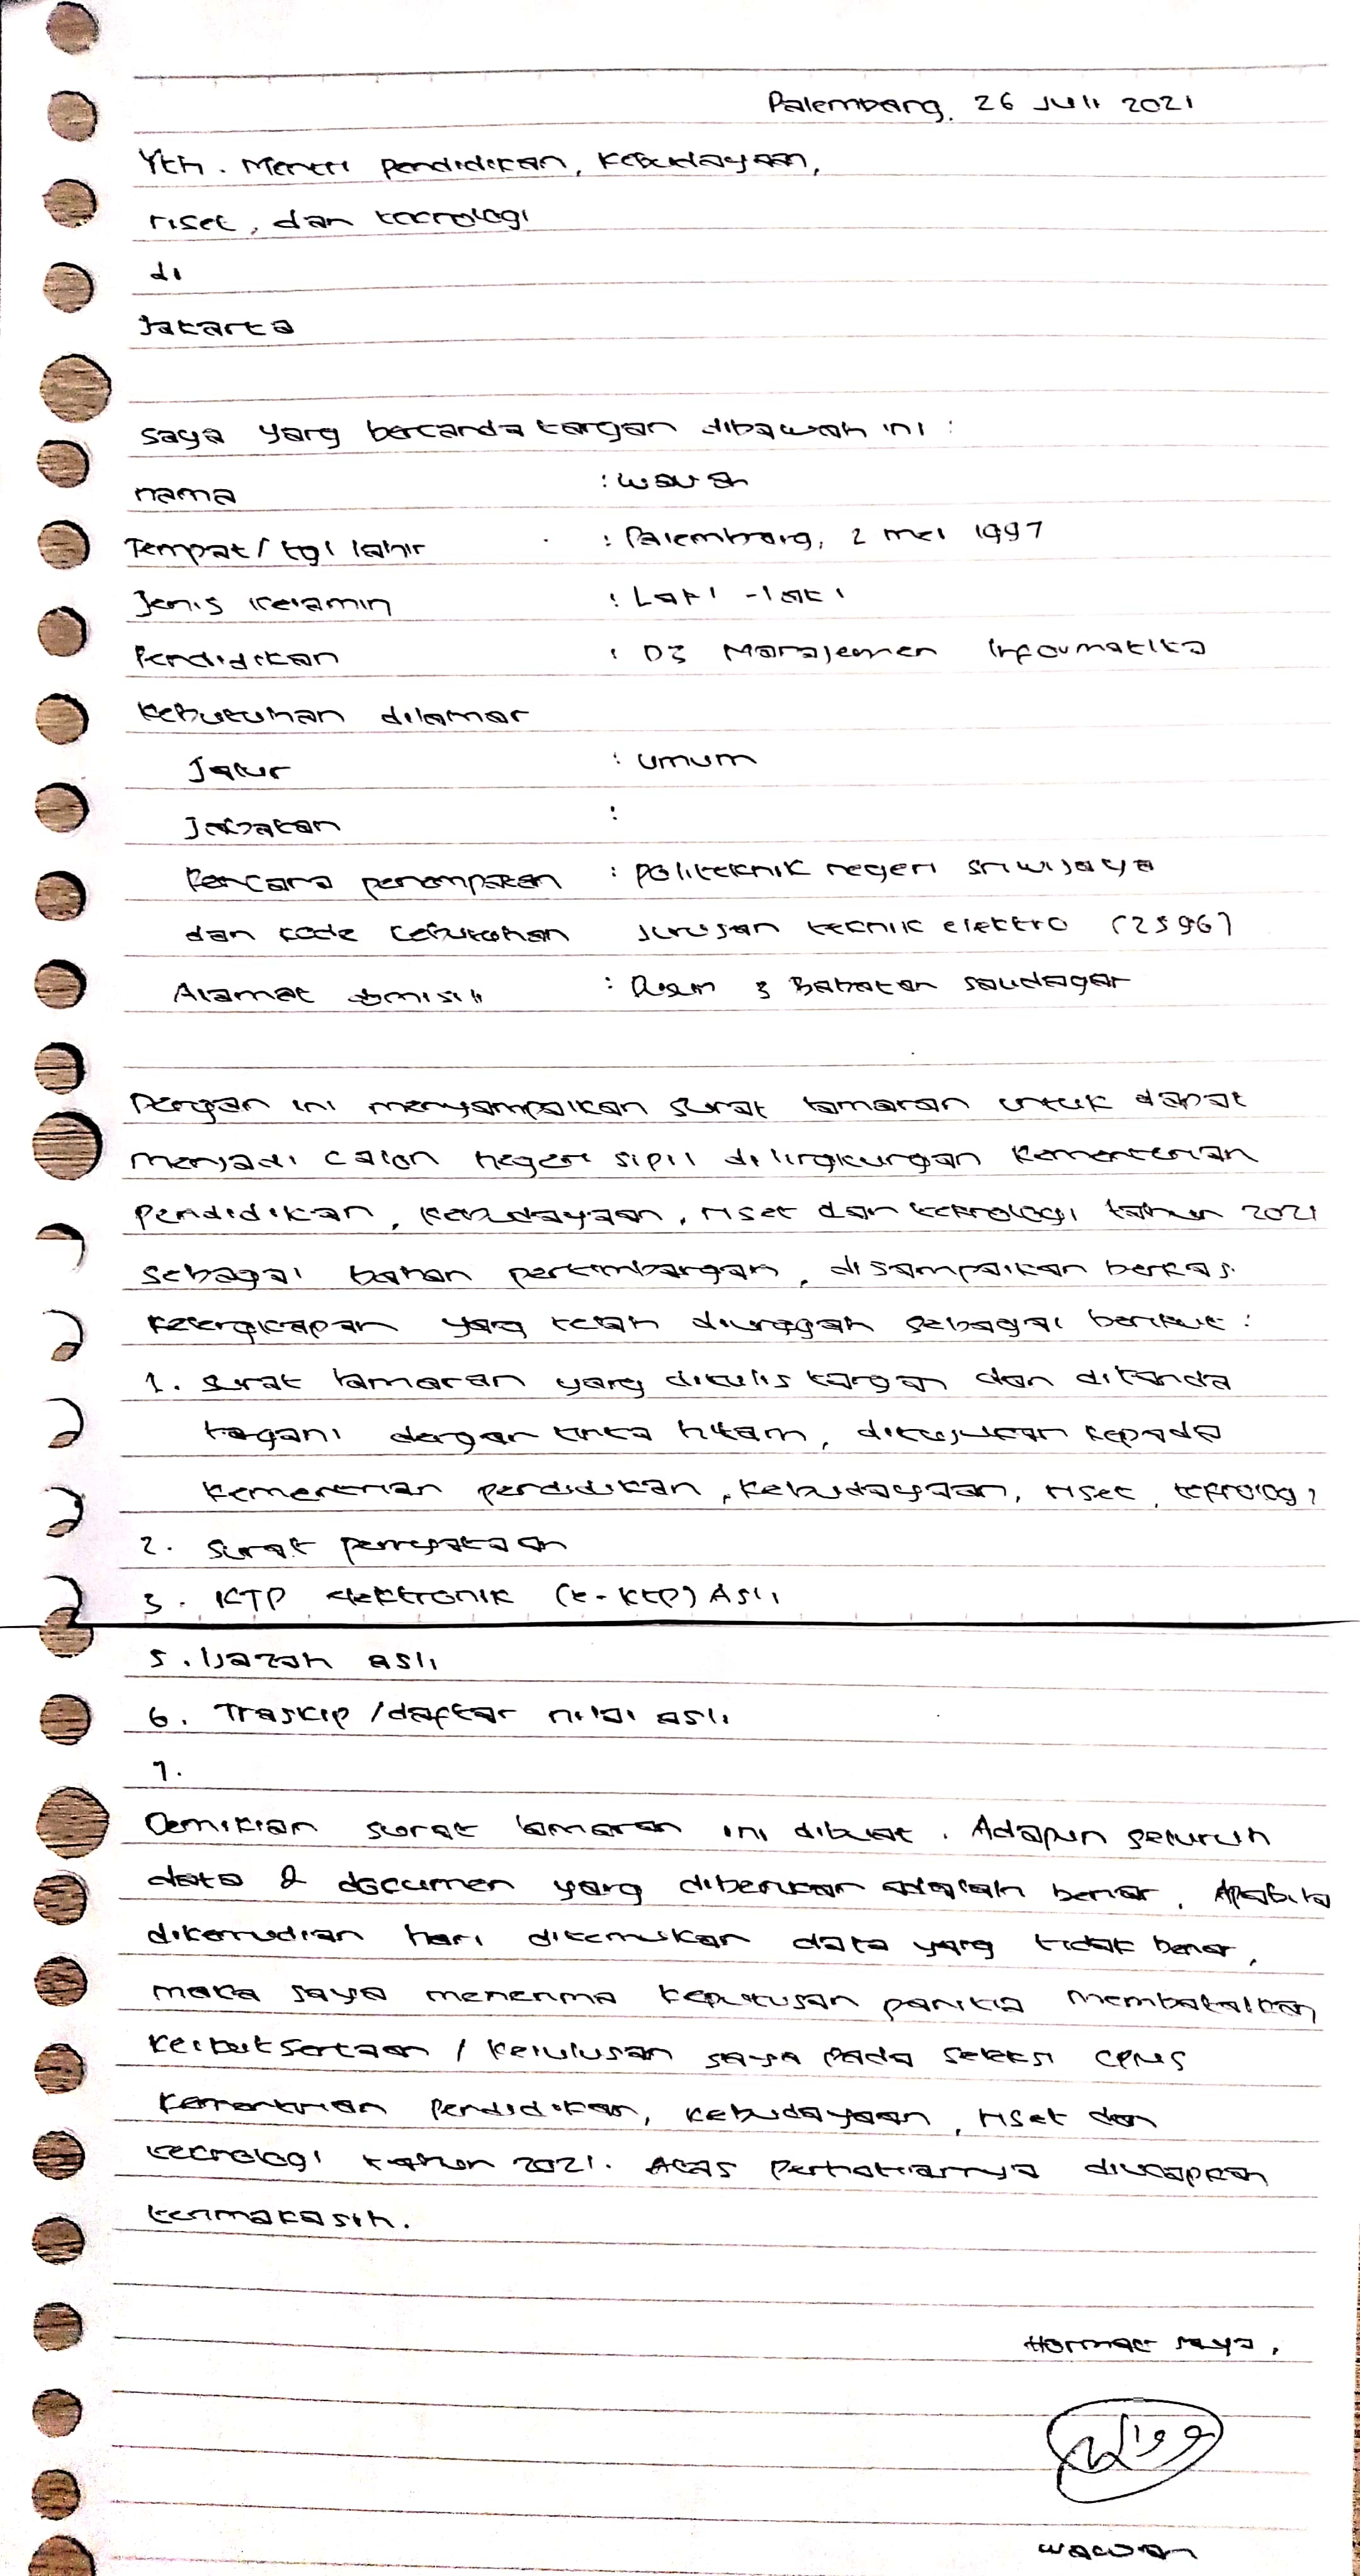 Palembang, 26 Juli 2021
Yth. Menteri Pendidikan, Kebudayaan,
riset, dan teknologi
di
Jakarta
saya yang bertanda tangan dibawah ini :
nama :
Tempat/tgl lahir : Palembang, 2 mei 1997
Jenis Kelamin : Laki-laki
Pendidikan : D3 Manajemen Informatika
Kebutuhan dilamar
Jalur : umum
Jabatan :
Rencana penempatan : politeknik negeri sriwijaya
dan kode kebutuhan jurusan teknik elektro (2596)
Alamat domisili : 3 Babatan saudagar
Dengan ini menyampaikan surat lamaran untuk dapat
menjadi calon negeri sipil dilingkungan Kementerian
pendidikan, kebudayaan, riset dan teknologi tahun 2021
sebagai bahan pertimbangan, disampaikan berkas
kelengkapan yang telah diunggah sebagai berikut :
1. surat lamaran yang ditulis tangan dan ditanda
tagani dengan tinta hitam, ditujukan kepada
kementrian pendidikan, kebudayaan, riset, teknologi
2. surat pernyataan
3. KTP elektronik (e-KTP) Asli
5. Ijazah asli
6. Traskip/daftar nilai asli
7.
Demikian surat lamaran ini dibuat. Adapun seluruh
data & documen yang diberikan adalah benar. Apabila
dikemudian hari ditemukan data yang tidak benar,
maka saya menerima keputusan panitia membatalkan
keikutsertaan / kelulusan saya pada seleksi CPNS
kementrian Pendidikan, kebudayaan, riset dan
teknologi tahun 2021. Atas perhatiannya diucapkan
terimakasih.
Hormat saya,
wawan